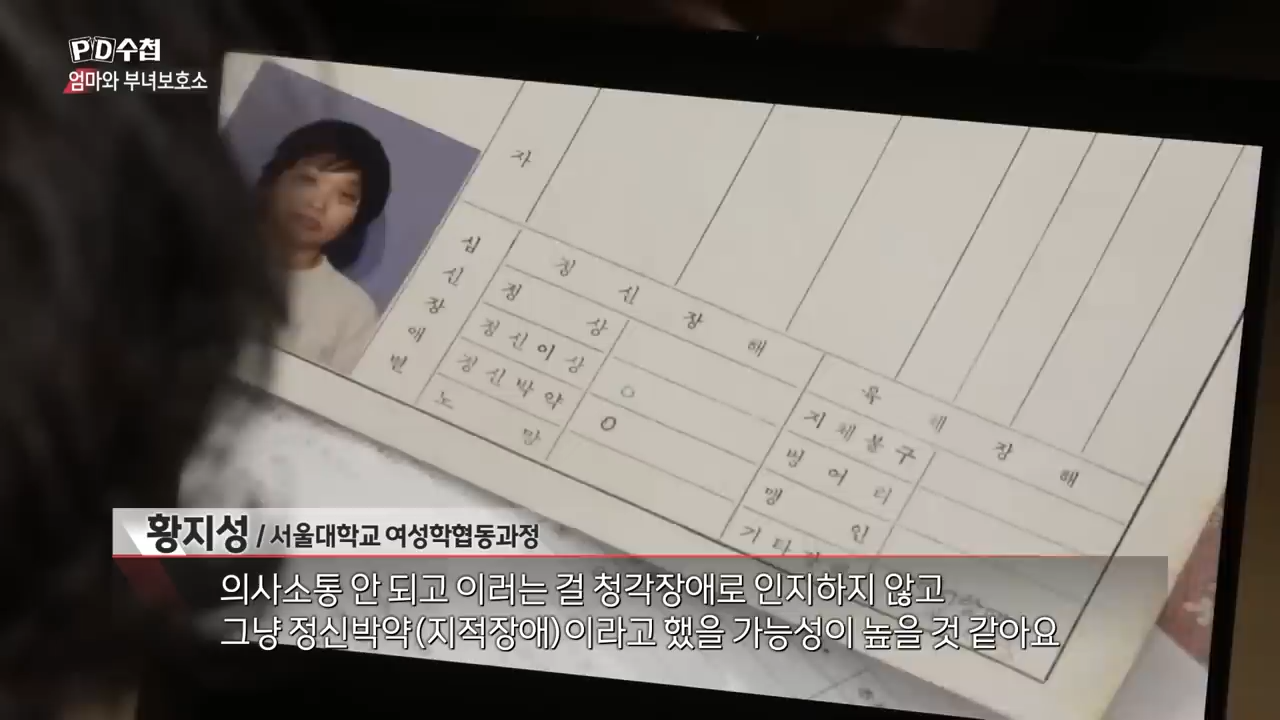 PD수첩
엄마와 부녀보호소
자
심신장애면
정신장해
정상
정신이상
정신박약 ㅇ
노망 ㅇ
육체장해
지체불구
벙어리
맹인
기타
황지성 / 서울대학교 여성학협동과정
의사소통 안 되고 이러는 걸 청각장애로 인지하지 않고
그냥 정신박약(지적장애)이라고 했을 가능성이 높을 것 같아요